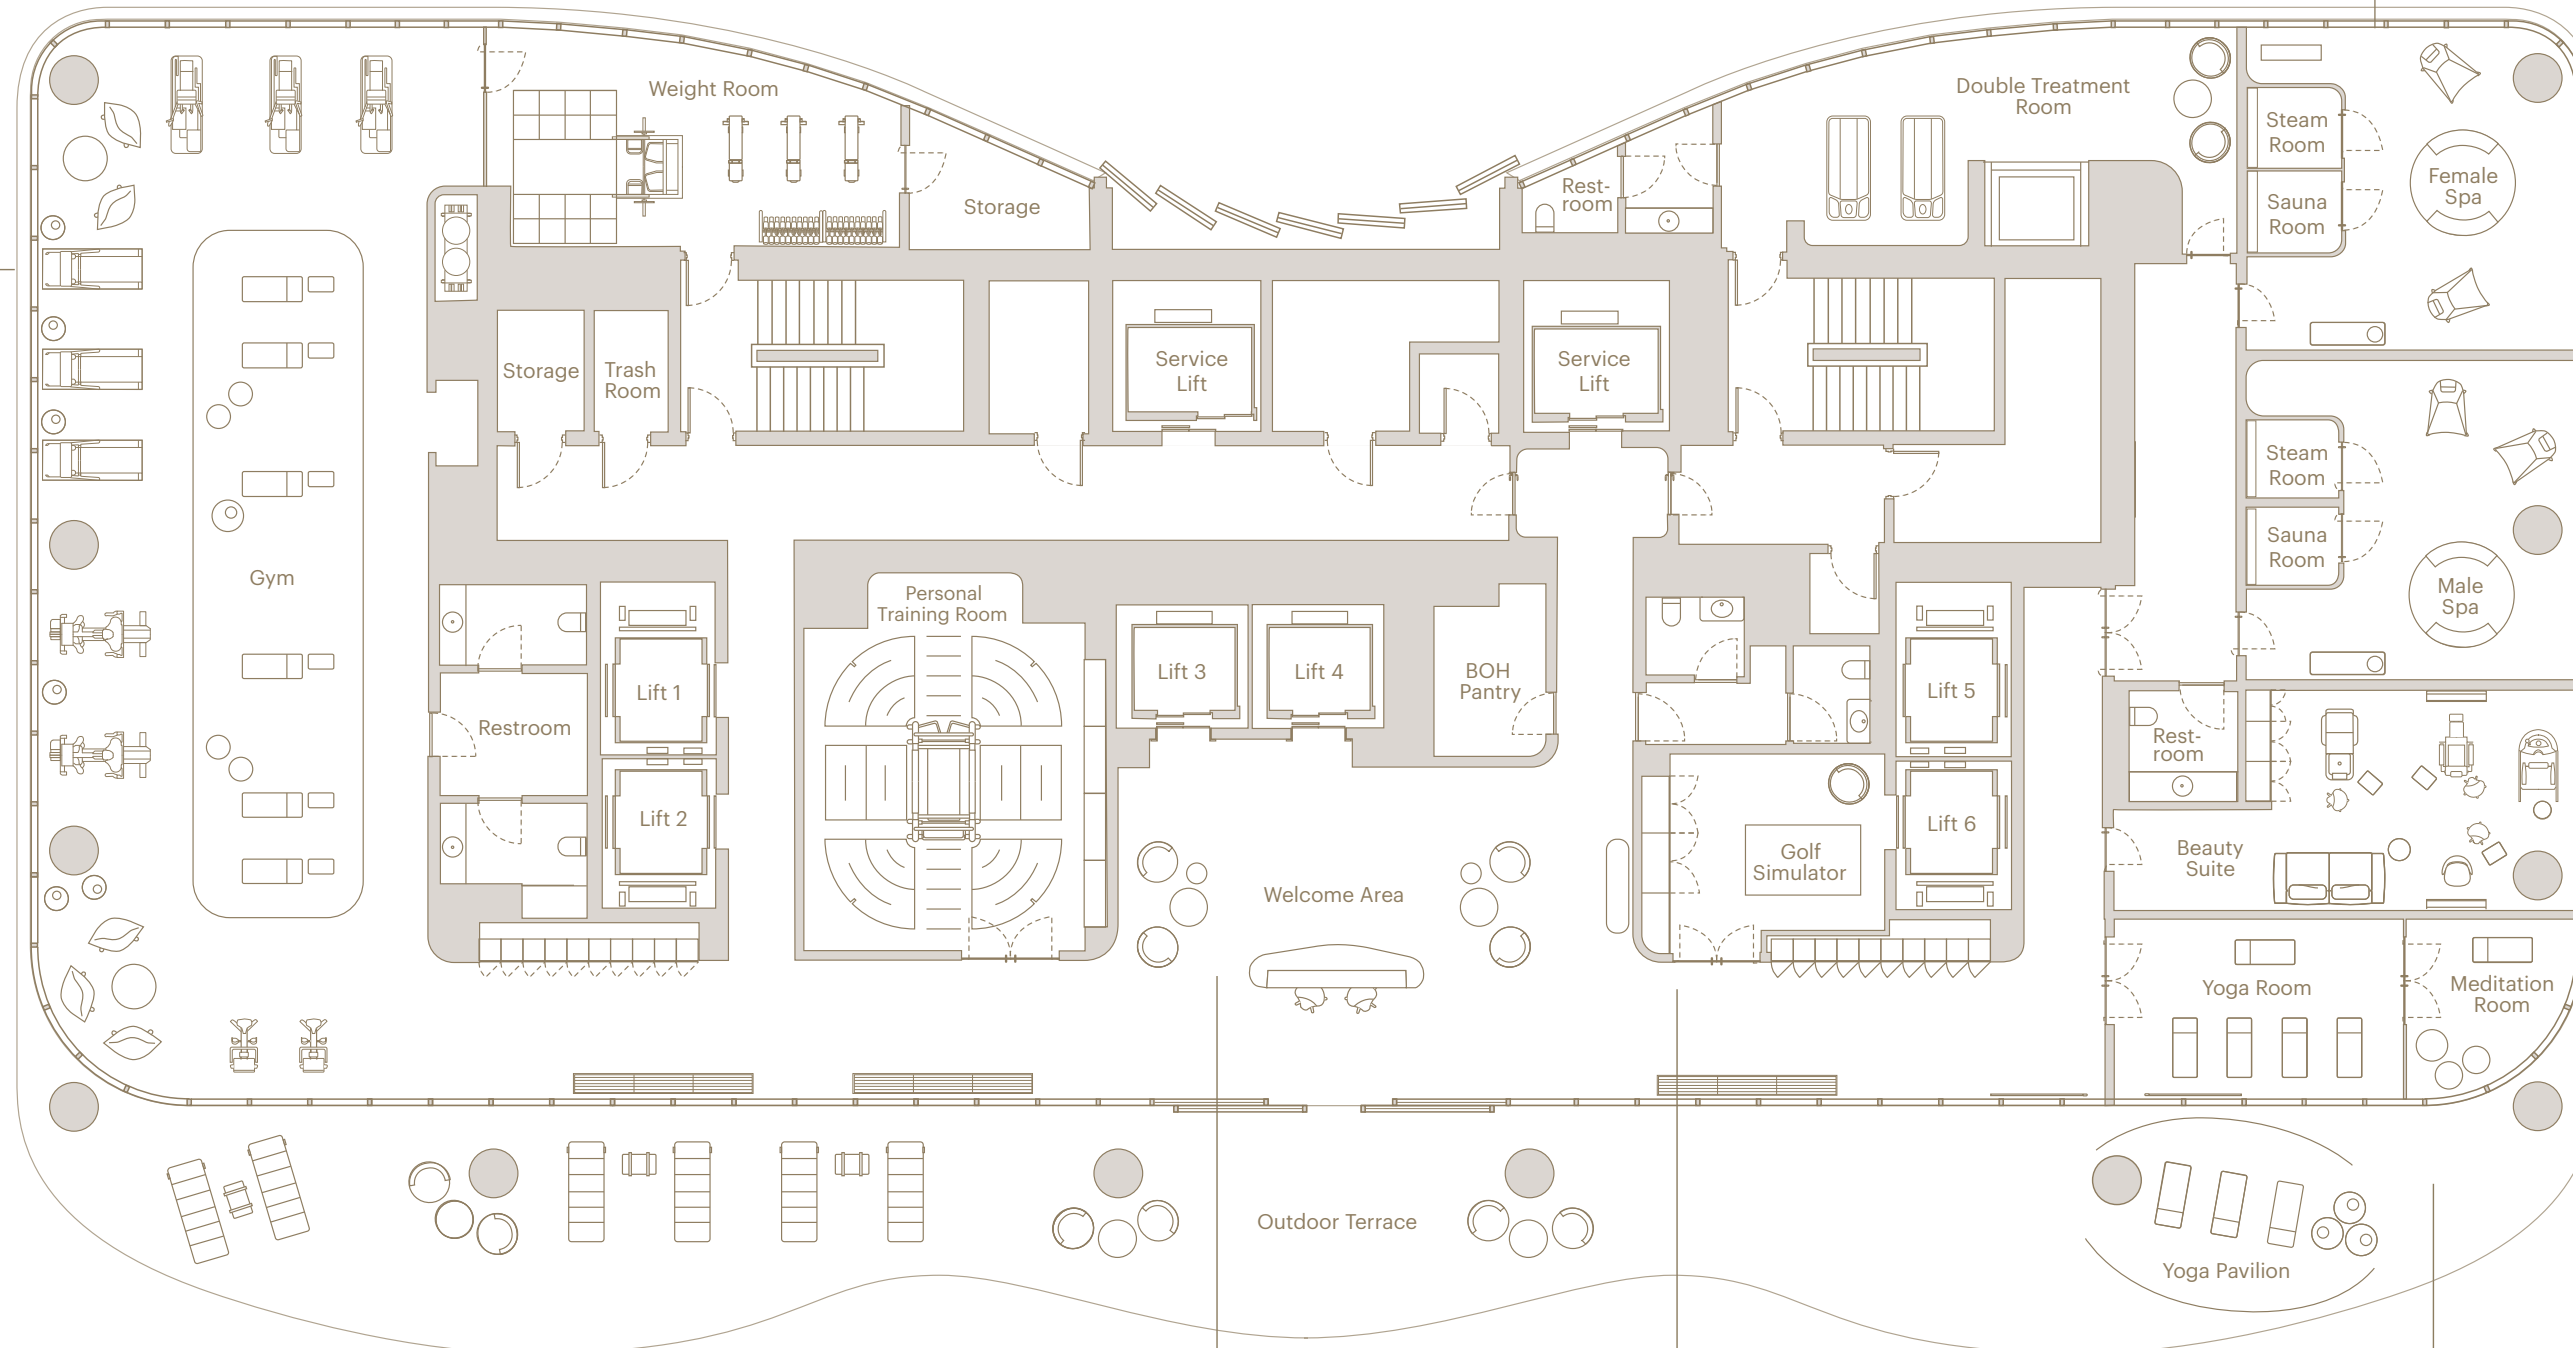 Weight Room
Storage
Rest-
room
Double Treatment
Room
Steam
Room
Sauna
Room
Female
Spa
Storage
Trash
Room
Service
Lift
Service
Lift
Steam
Room
Sauna
Room
Male
Spa
Gym
Personal
Training Room
Lift 1
Restroom
Lift 2
Lift 3
Lift 4
BOH
Pantry
Lift 5
Lift 6
Golf
Simulator
Rest-
room
Beauty
Suite
Welcome Area
Yoga Room
Meditation
Room
Outdoor Terrace
Yoga Pavilion